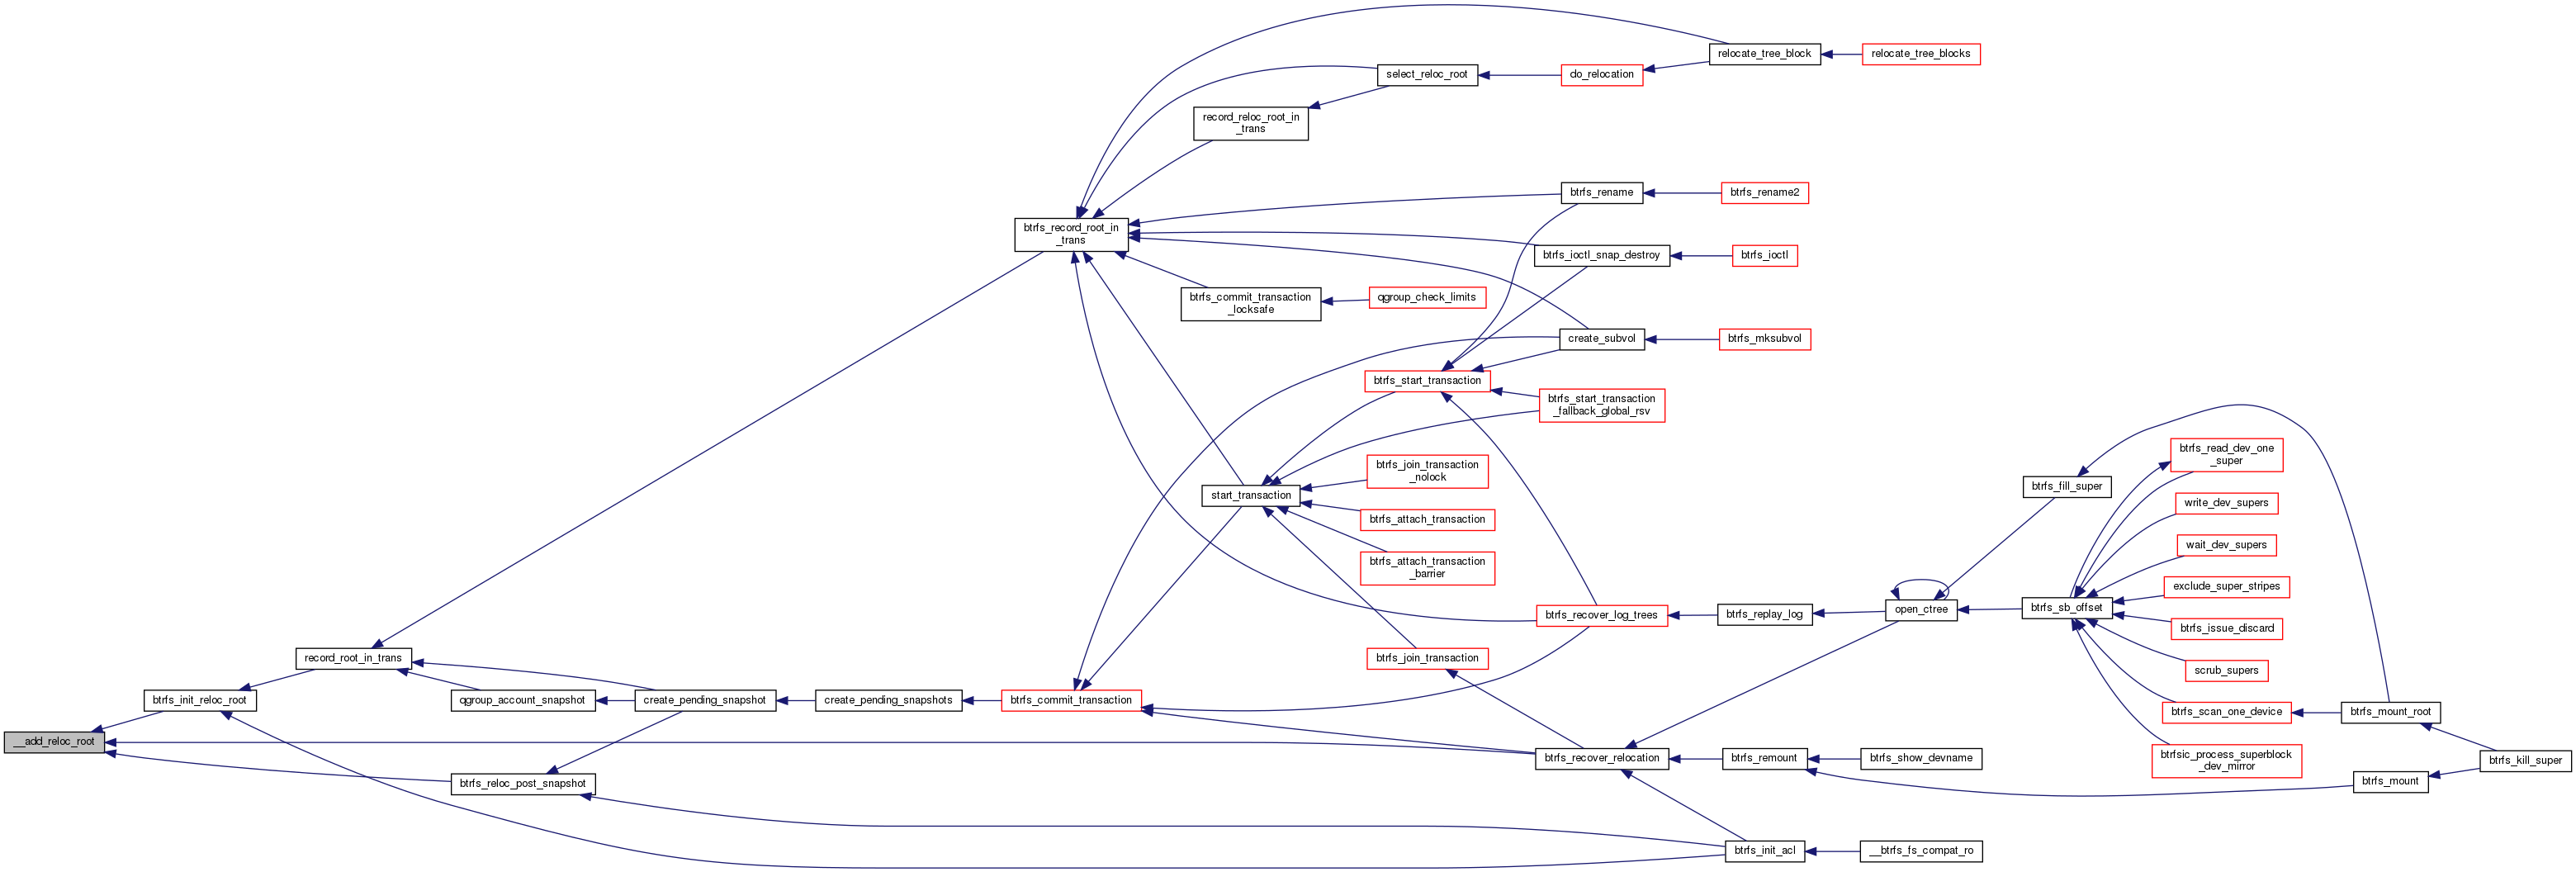 relocate_tree_block
relocate_tree_blocks
select_reloc_root
do_relocation
record_reloc_root_in
_trans
btrfs_rename
btrfs_rename2
btrfs_record_root_in
_trans
btrfs_ioctl_snap_destroy
btrfs_ioctl
btrfs_commit_transaction
_locksafe
qgroup_check_limits
create_subvol
btrfs_mksubvol
btrfs_start_transaction
btrfs_start_transaction
_fallback_global_rsv
btrfs_join_transaction
_nolock
start_transaction
btrfs_attach_transaction
btrfs_attach_transaction
_barrier
btrfs_read_dev_one
_super
btrfs_fill_super
write_dev_supers
wait_dev_supers
exclude_super_stripes
btrfs_recover_log_trees
btrfs_replay_log
open_ctree
btrfs_sb_offset
btrfs_issue_discard
record_root_in_trans
btrfs_join_transaction
scrub_supers
btrfs_init_reloc_root
qgroup_account_snapshot
create_pending_snapshot
create_pending_snapshots
btrfs_commit_transaction
btrfs_scan_one_device
btrfs_mount_root
__add_reloc_root
btrfs_recover_relocation
btrfs_remount
btrfs_show_devname
btrfsic_process_superblock
_dev_mirror
btrfs_kill_super
btrfs_reloc_post_snapshot
btrfs_mount
btrfs_init_acl
__btrfs_fs_compat_ro